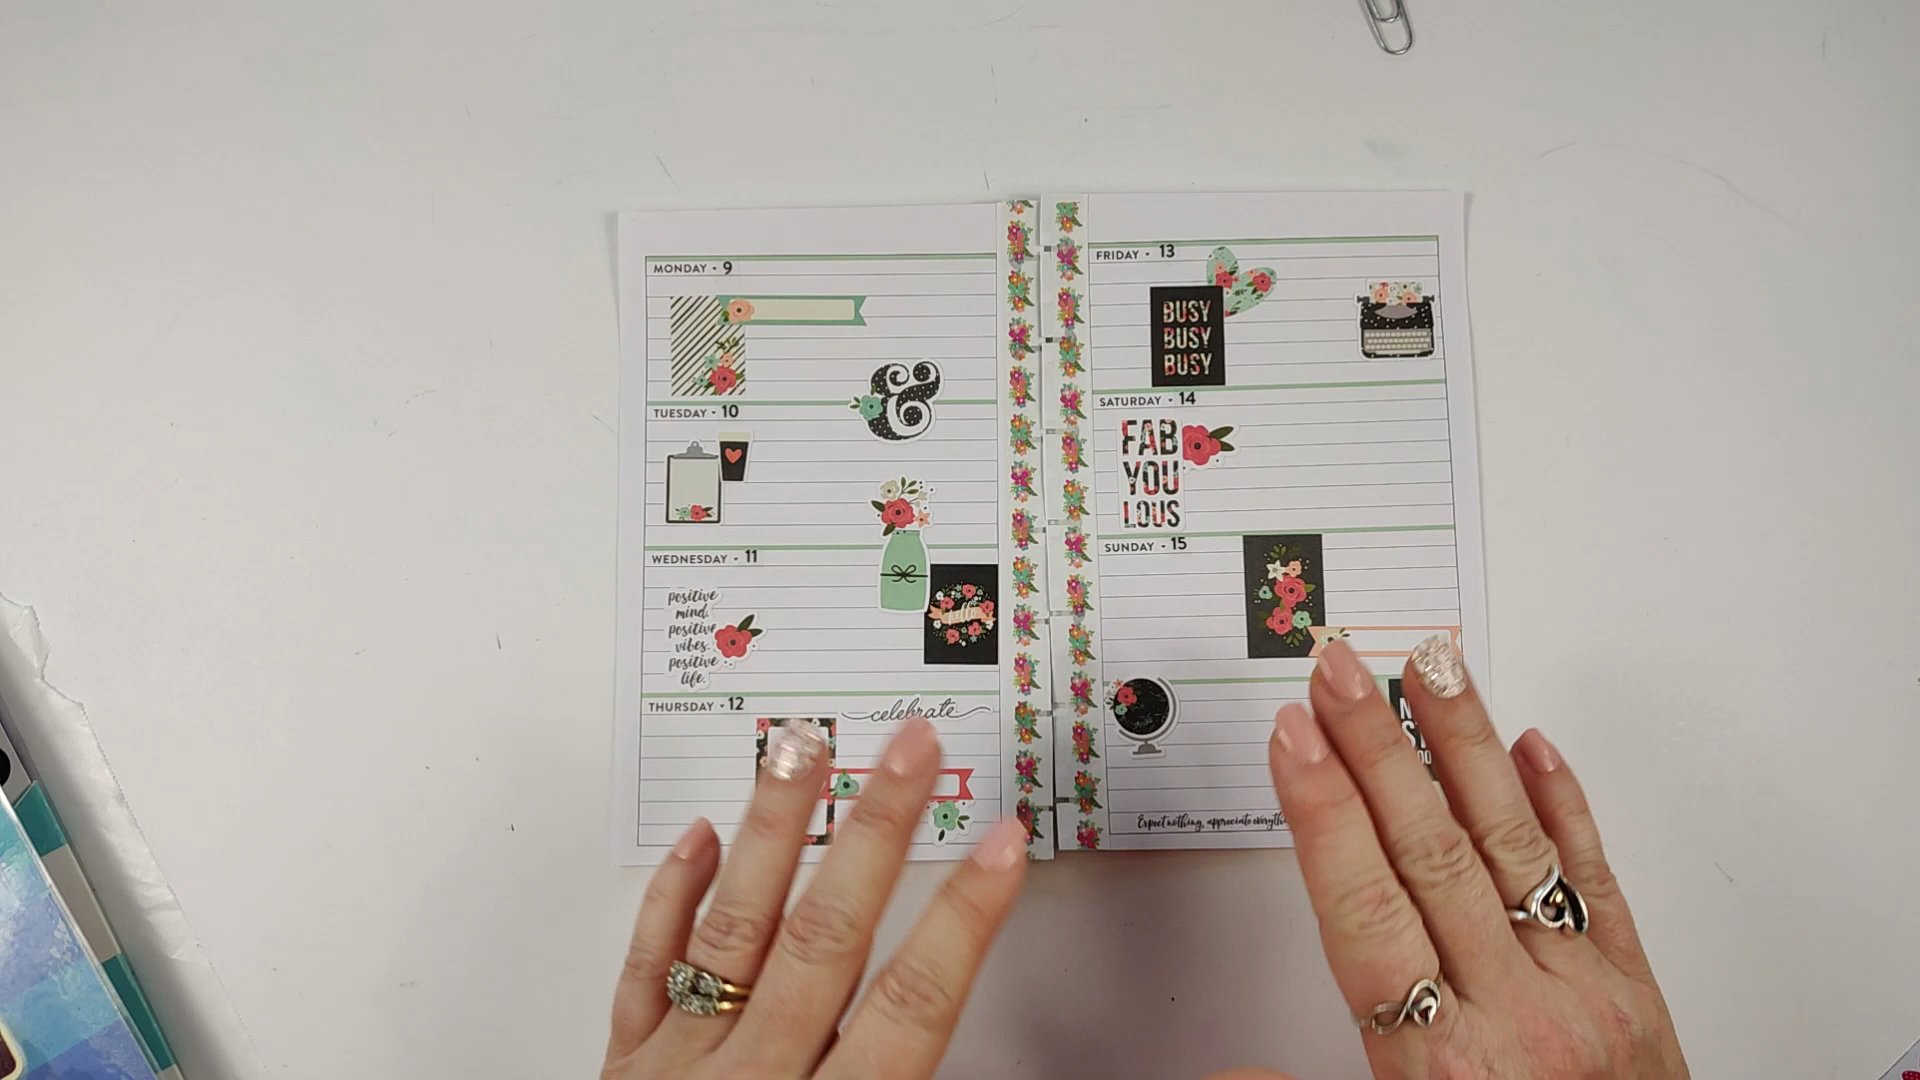 MONDAY • 9
TUESDAY • 10
WEDNESDAY • 11
positive
mind.
positive
vibes.
positive
life.
hello
THURSDAY • 12
celebrate
FRIDAY • 13
BUSY
BUSY
BUSY
SATURDAY • 14
FAB
YOU
LOUS
SUNDAY • 15
Expect nothing, appreciate